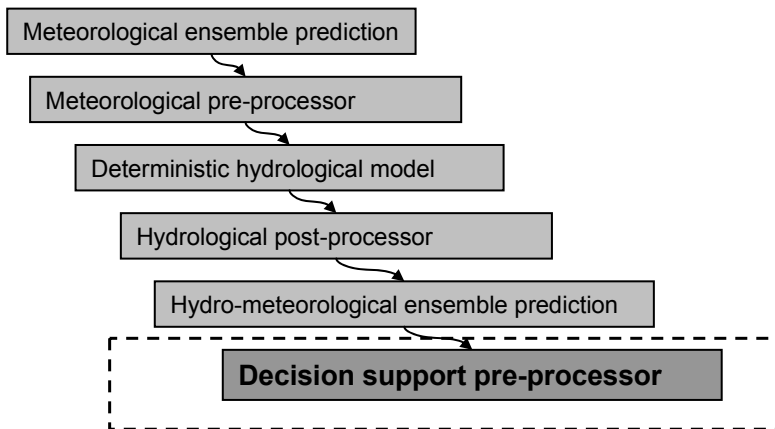 Meteorological ensemble prediction
Meteorological pre-processor
Deterministic hydrological model
Hydrological post-processor
Hydro-meteorological ensemble prediction
Decision support pre-processor